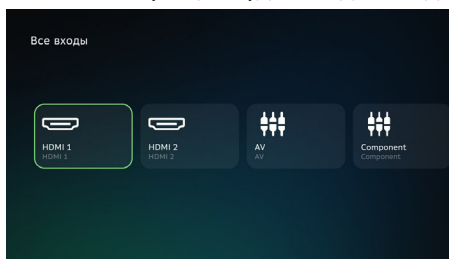 Все входы
HDMI 1
HDMI 1
HDMI 2
HDMI 2
AV
AV
Component
Component